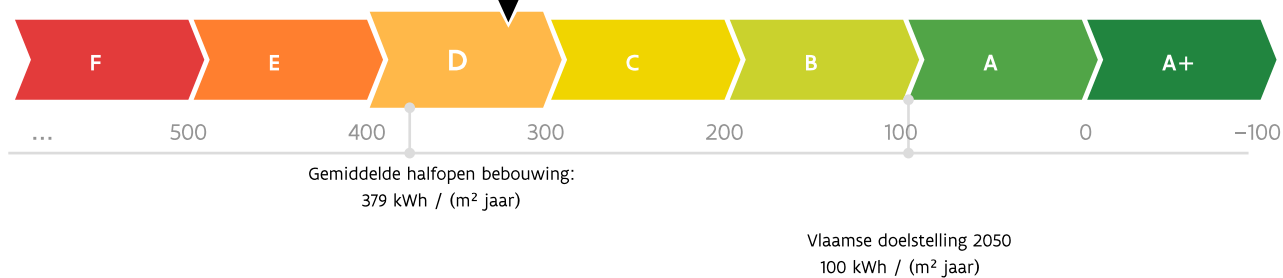 F E D C B A A+
... 500 400 300 200 100 0 –100
Gemiddelde halfopen bebouwing:
379 kWh / (m² jaar)
Vlaamse doelstelling 2050
100 kWh / (m² jaar)